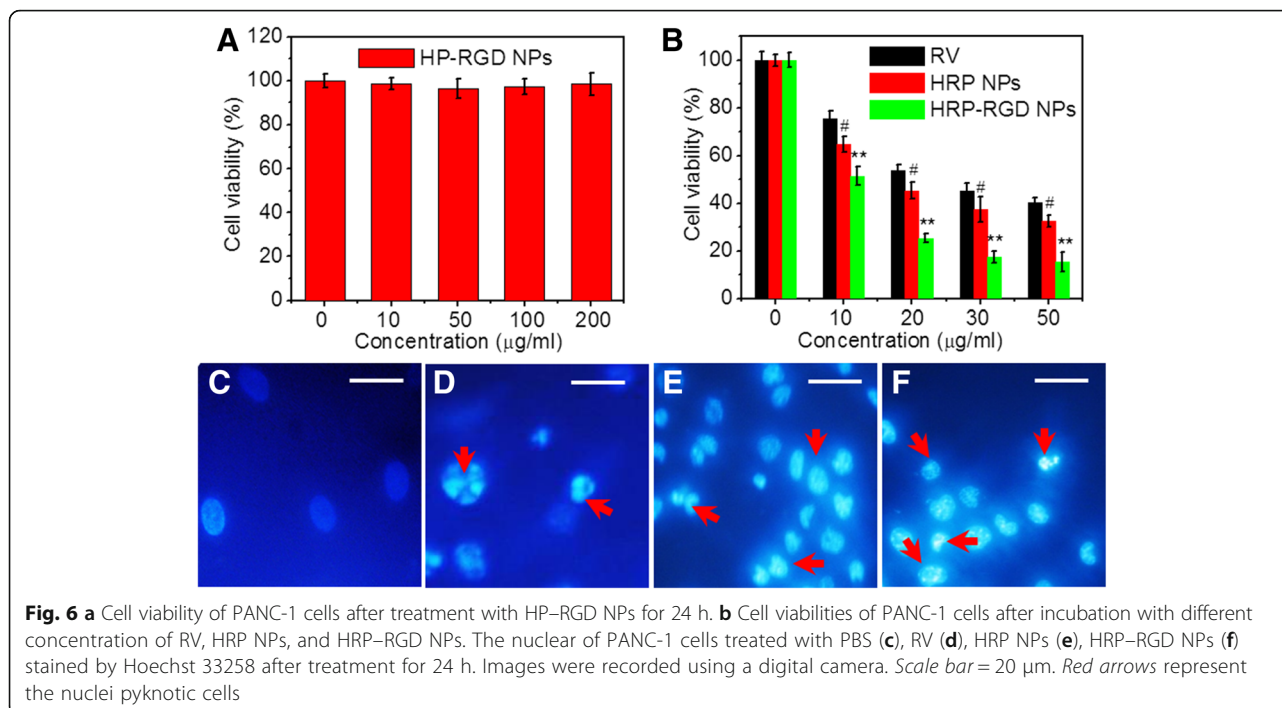 A
HP-RGD NPs
Cell viability (%)
120
100
80
60
40
20
0
0 10 50 100 200
Concentration (μg/ml)
B
RV
HRP NPs
HRP-RGD NPs
Cell viability (%)
100
80
60
40
20
0
#
**
#
**
#
**
#
**
0 10 20 30 50
Concentration (μg/ml)
C
D
E
F
Fig. 6 a Cell viability of PANC-1 cells after treatment with HP–RGD NPs for 24 h. b Cell viabilities of PANC-1 cells after incubation with different
concentration of RV, HRP NPs, and HRP–RGD NPs. The nuclear of PANC-1 cells treated with PBS (c), RV (d), HRP NPs (e), HRP–RGD NPs (f)
stained by Hoechst 33258 after treatment for 24 h. Images were recorded using a digital camera. Scale bar = 20 μm. Red arrows represent
the nuclei pyknotic cells